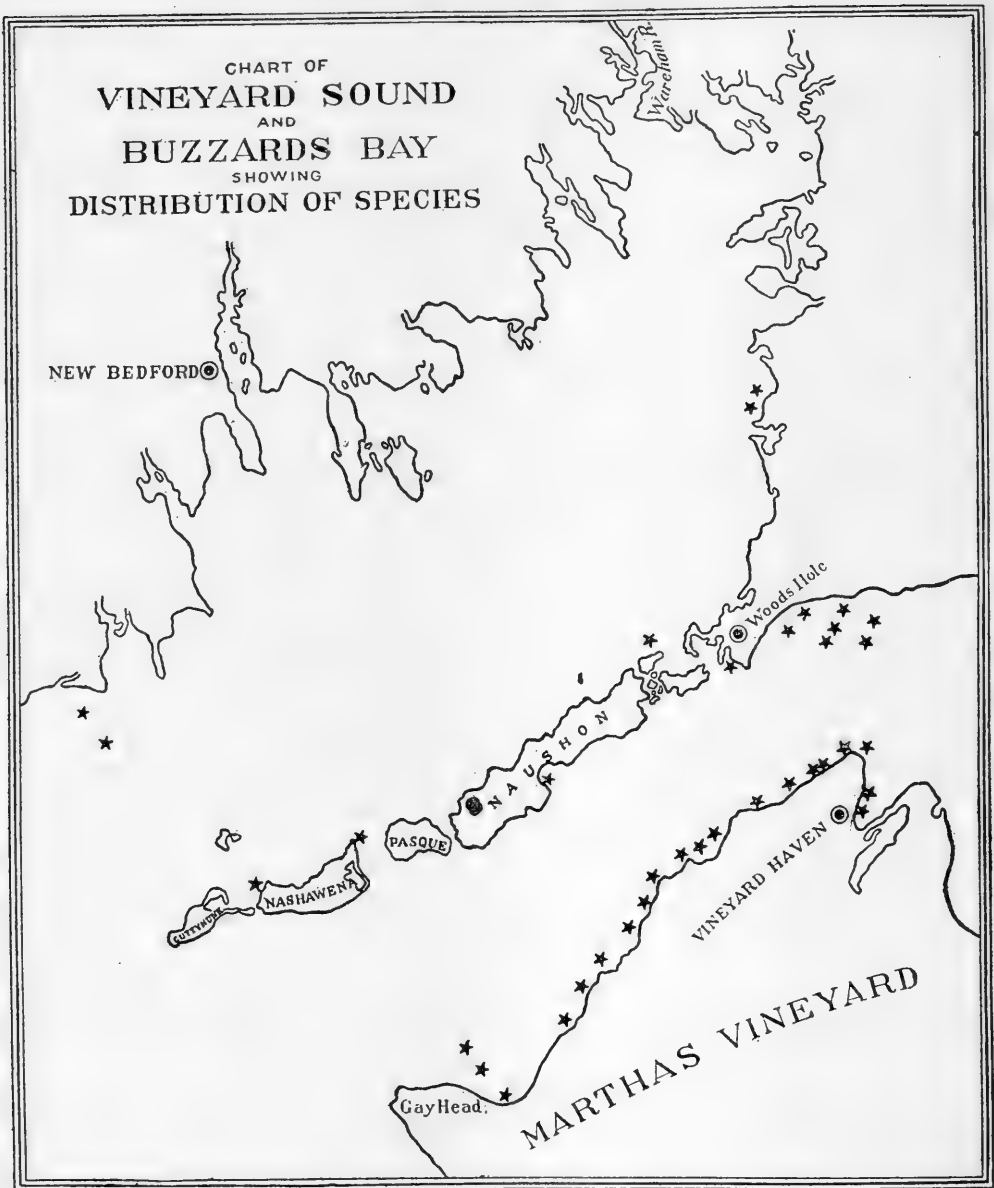 CHART OF
VINEYARD SOUND
AND
BUZZARDS BAY
SHOWING
DISTRIBUTION OF SPECIES
Wareham R.
NEW BEDFORD
Woods Hole
NAUSHON
PASQUE
NASHAWENA
CUTTYHUNK
VINEYARD HAVEN
MARTHAS VINEYARD
Gay Head.